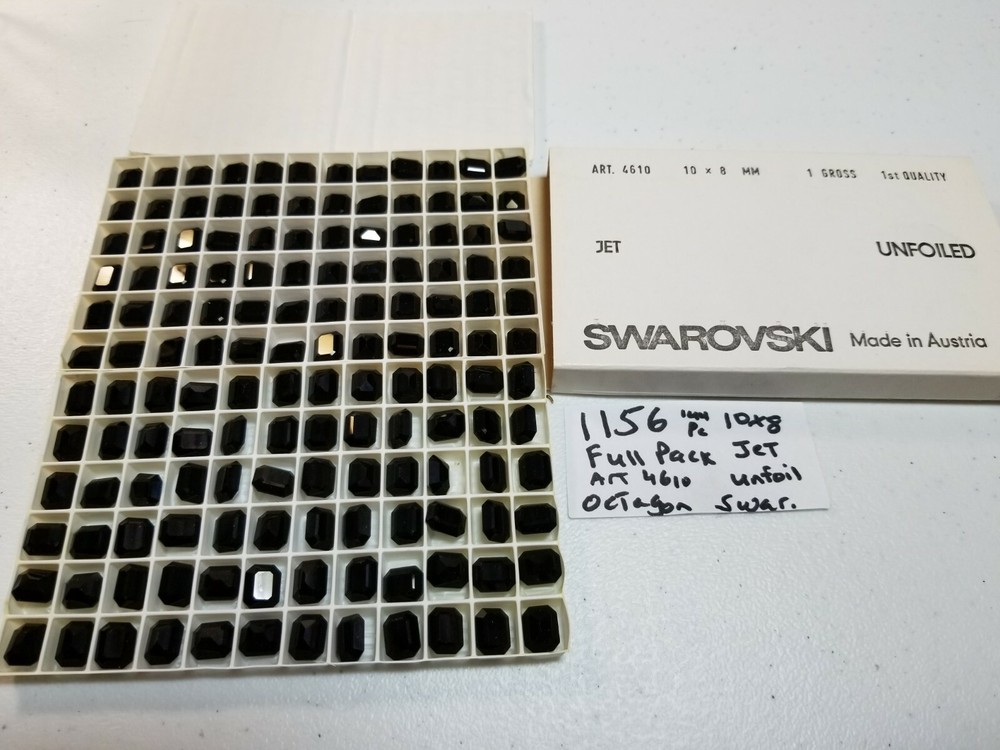 ART. 4610 10 x 8 MM 1 GROSS 1st QUALITY
JET UNFOILED
SWAROVSKI Made in Austria
1156 Pc 10x8
Full Pack JeT
ArT 4610 unfoil
OcTagon Swar.